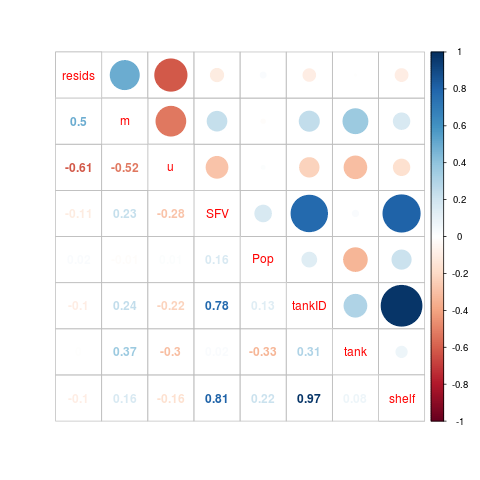 1
resids
0.8
0.5 m
0.6
-0.61 -0.52 u
0.4
-0.11 0.23 -0.28 SFV
0.2
0
0.16 Pop
-0.2
-0.1 0.24 -0.22 0.78 0.13 tankID
-0.4
0.37 -0.3 -0.33 0.31 tank
-0.6
-0.8
-0.1 0.16 -0.16 0.81 0.22 0.97 0.08 shelf
-1